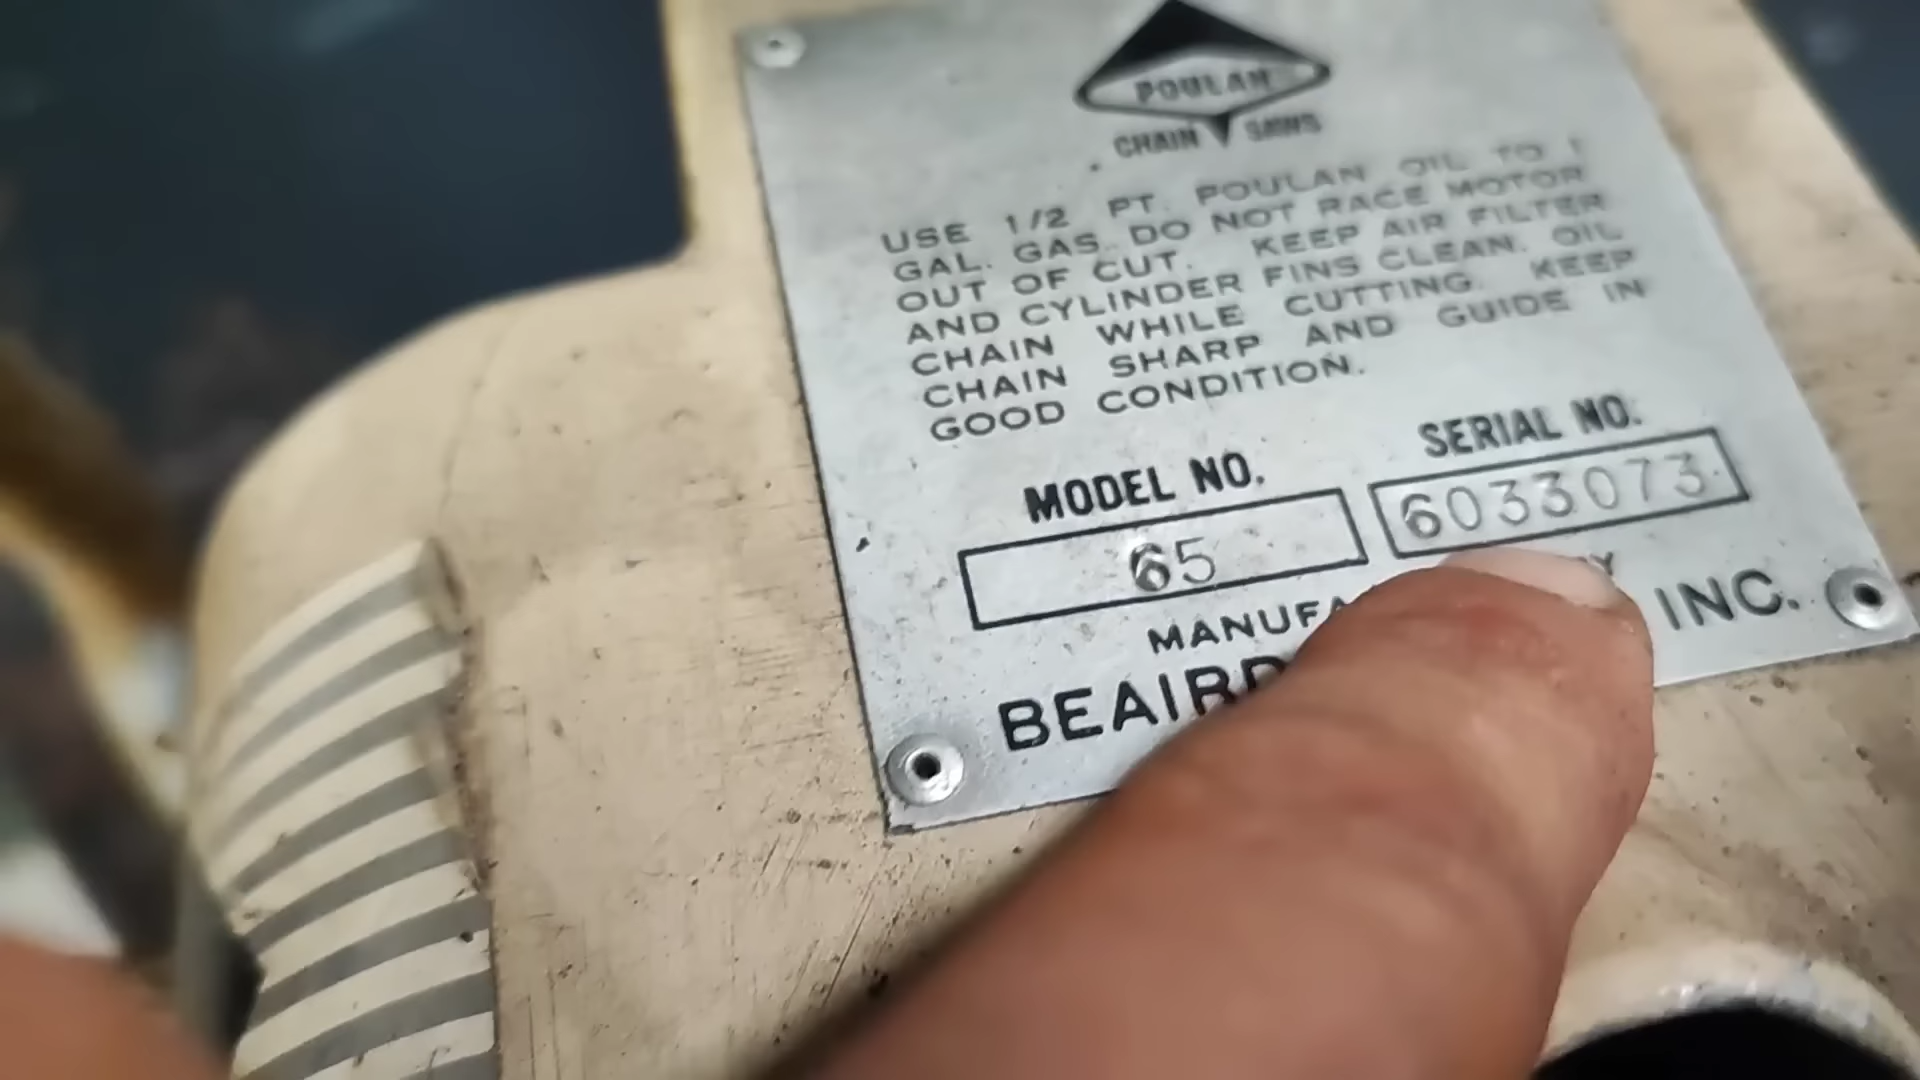 POULAN
CHAIN SAWS
USE 1/2 PT. POULAN OIL TO 1
GAL. GAS. DO NOT RACE MOTOR
OUT OF CUT. KEEP AIR FILTER
AND CYLINDER FINS CLEAN. OIL
CHAIN WHILE CUTTING. KEEP
CHAIN SHARP AND GUIDE IN
GOOD CONDITION.
MODEL NO. SERIAL NO.
65 6033073
MANUFA Y
BEAIRD INC.